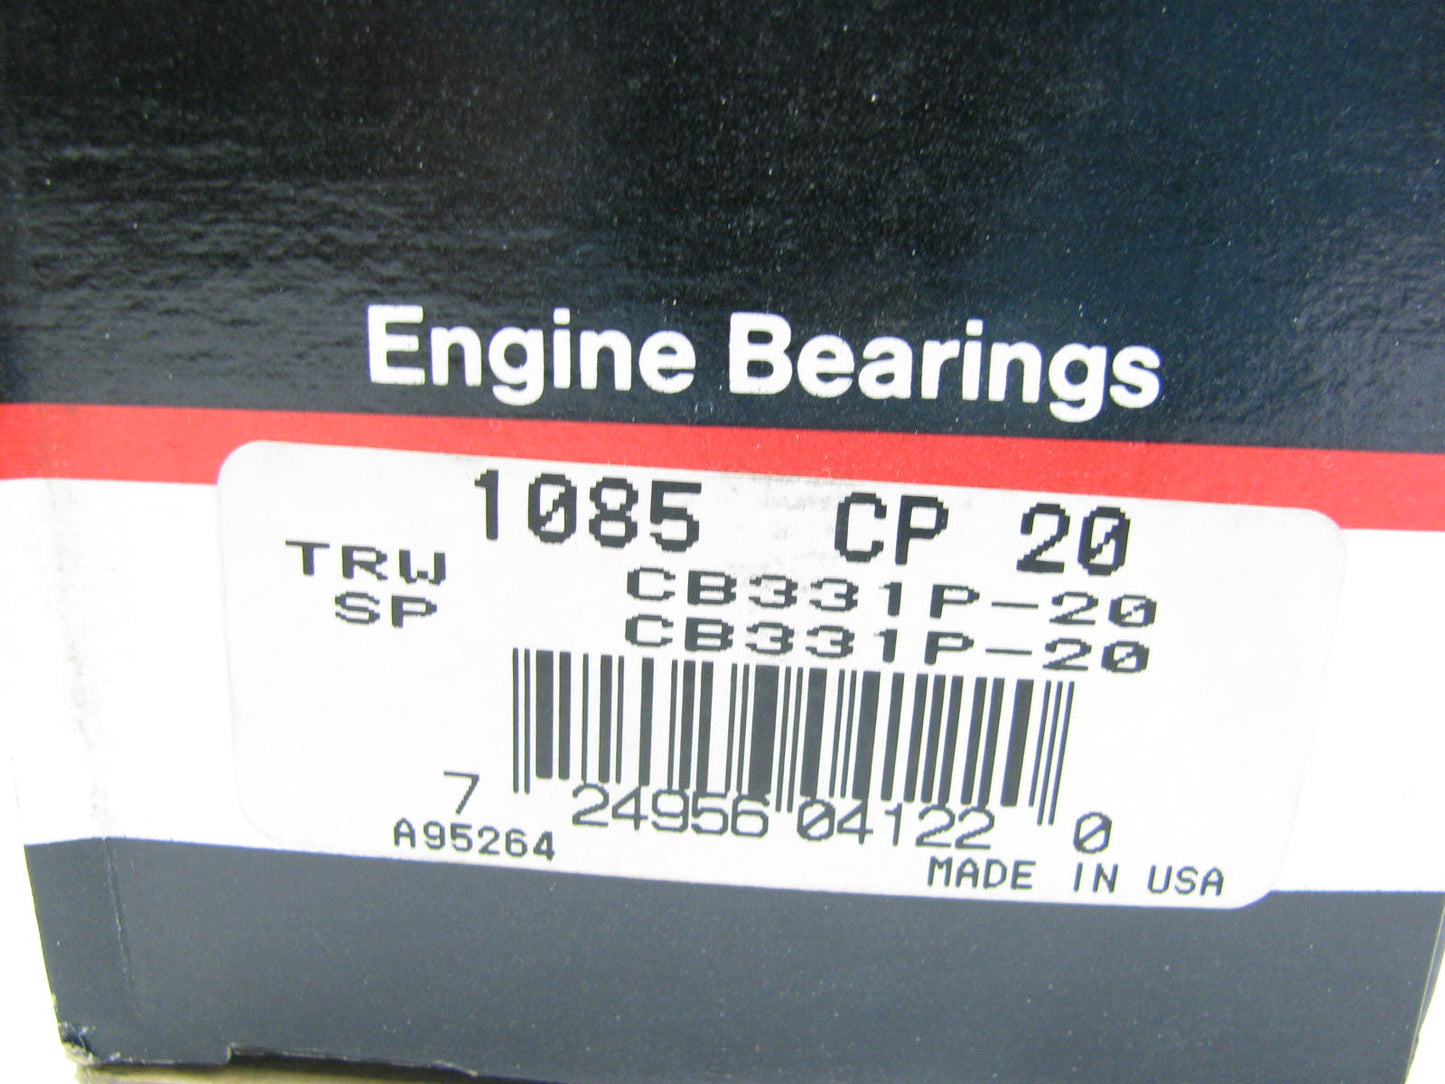 Engine Bearings
1085 CP 20
TRW CB331P-20
SP CB331P-20
7 24956 04122 0
A95264
MADE IN USA